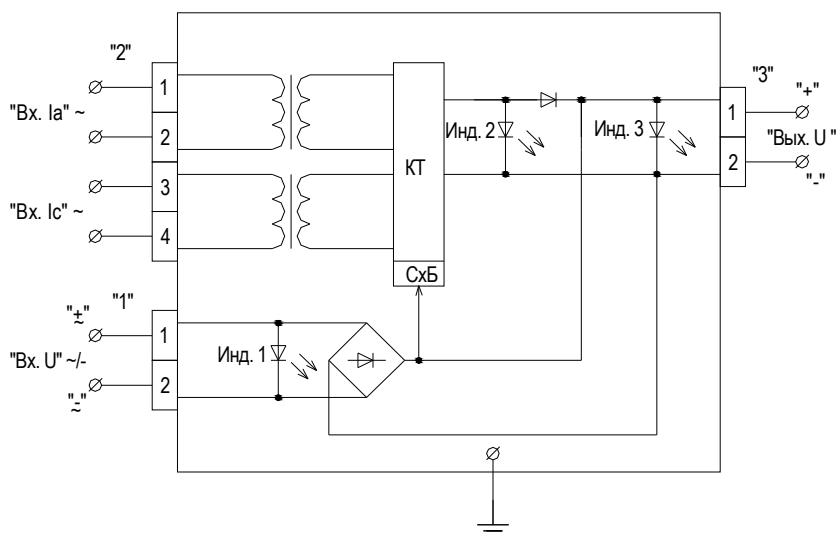 "2"
"Вх. Ia" ~
1
2
"Вх. Ic" ~
3
4
КТ
СхБ
Инд. 2
Инд. 3
"3"
"+"
1
"Вых. U "
2
"-"
"1"
"±"
~
1
"Вх. U" ~/-
2
"-"
~
Инд. 1